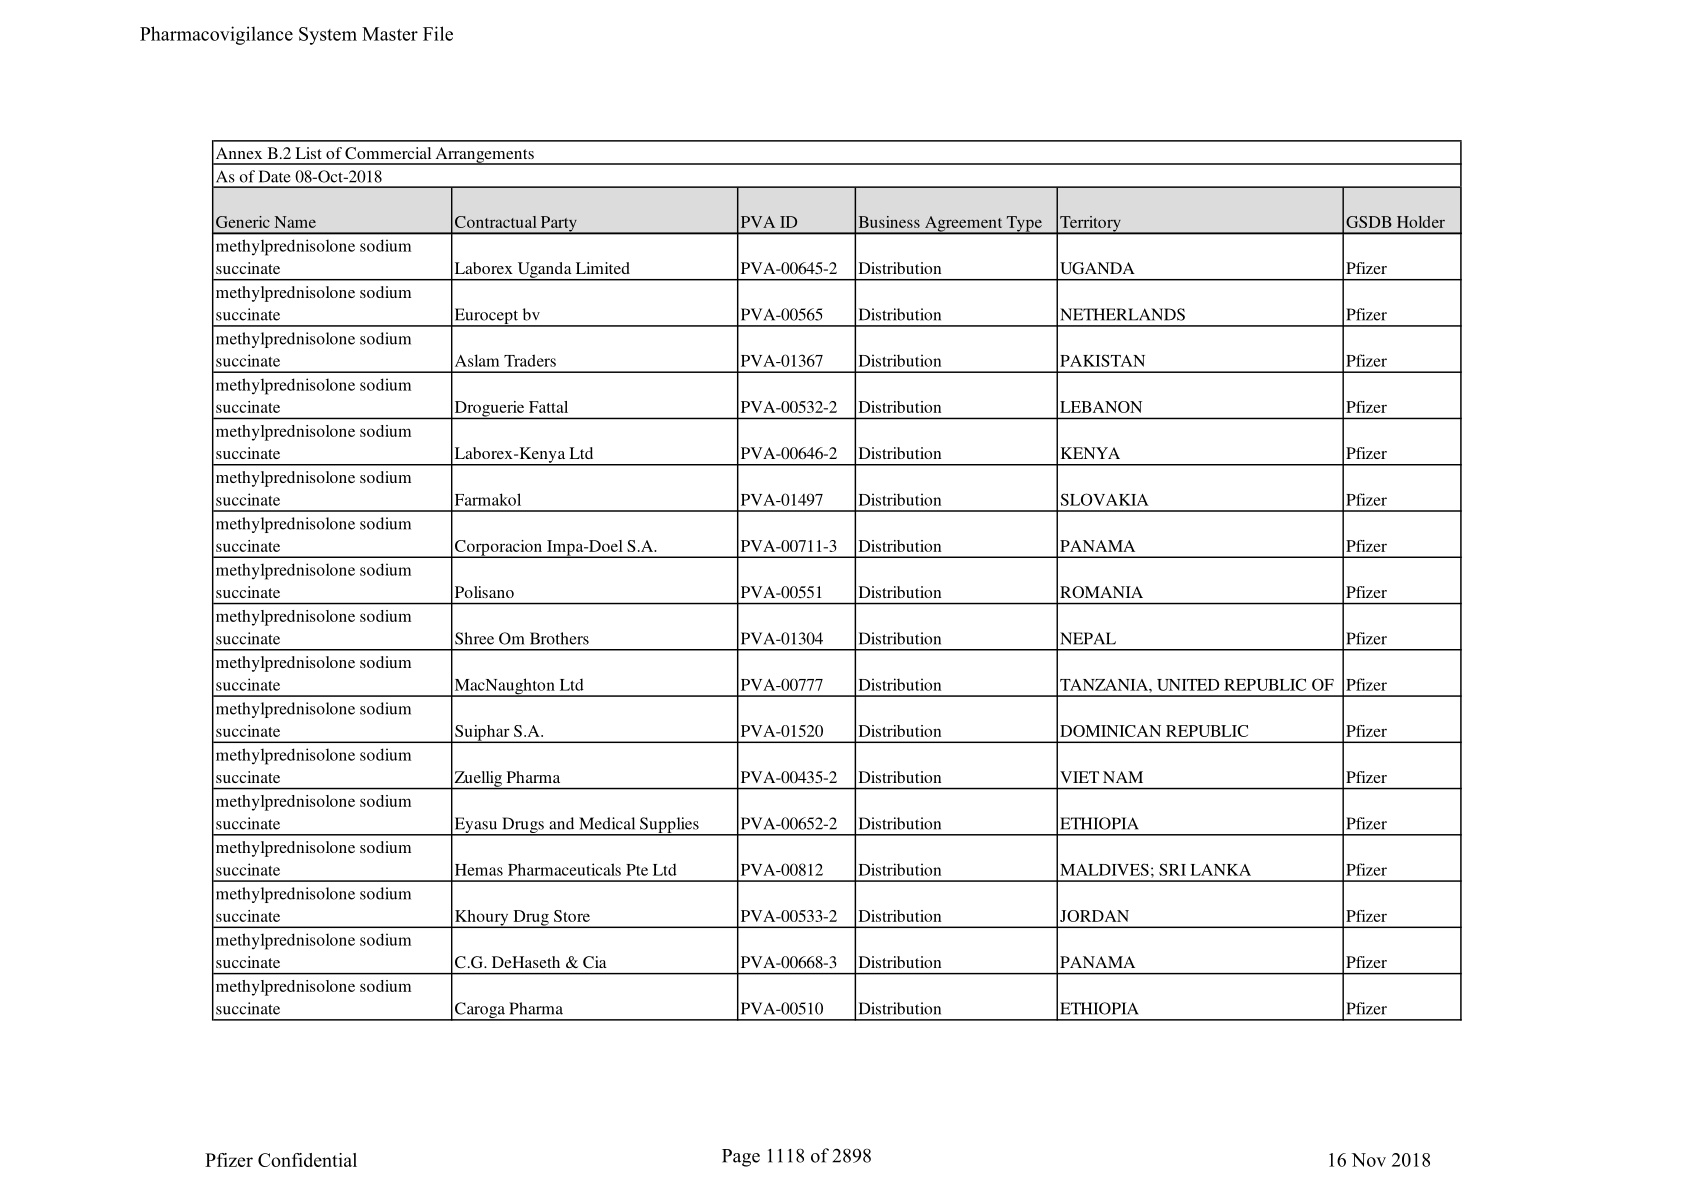 Pharmacovigilance System Master File
Annex B.2 List of Commercial Arrangements
As of Date 08-Oct-2018
Generic Name Contractual Party PVA ID Business Agreement Type Territory GSDB Holder
methylprednisolone sodium
succinate Laborex Uganda Limited PVA-00645-2 Distribution UGANDA Pfizer
methylprednisolone sodium
succinate Eurocept bv PVA-00565 Distribution NETHERLANDS Pfizer
methylprednisolone sodium
succinate Aslam Traders PVA-01367 Distribution PAKISTAN Pfizer
methylprednisolone sodium
succinate Droguerie Fattal PVA-00532-2 Distribution LEBANON Pfizer
methylprednisolone sodium
succinate Laborex-Kenya Ltd PVA-00646-2 Distribution KENYA Pfizer
methylprednisolone sodium
succinate Farmakol PVA-01497 Distribution SLOVAKIA Pfizer
methylprednisolone sodium
succinate Corporacion Impa-Doel S.A. PVA-00711-3 Distribution PANAMA Pfizer
methylprednisolone sodium
succinate Polisano PVA-00551 Distribution ROMANIA Pfizer
methylprednisolone sodium
succinate Shree Om Brothers PVA-01304 Distribution NEPAL Pfizer
methylprednisolone sodium
succinate MacNaughton Ltd PVA-00777 Distribution TANZANIA, UNITED REPUBLIC OF Pfizer
methylprednisolone sodium
succinate Suiphar S.A. PVA-01520 Distribution DOMINICAN REPUBLIC Pfizer
methylprednisolone sodium
succinate Zuellig Pharma PVA-00435-2 Distribution VIET NAM Pfizer
methylprednisolone sodium
succinate Eyasu Drugs and Medical Supplies PVA-00652-2 Distribution ETHIOPIA Pfizer
methylprednisolone sodium
succinate Hemas Pharmaceuticals Pte Ltd PVA-00812 Distribution MALDIVES; SRI LANKA Pfizer
methylprednisolone sodium
succinate Khoury Drug Store PVA-00533-2 Distribution JORDAN Pfizer
methylprednisolone sodium
succinate C.G. DeHaseth & Cia PVA-00668-3 Distribution PANAMA Pfizer
methylprednisolone sodium
succinate Caroga Pharma PVA-00510 Distribution ETHIOPIA Pfizer
Pfizer Confidential Page 1118 of 2898 16 Nov 2018